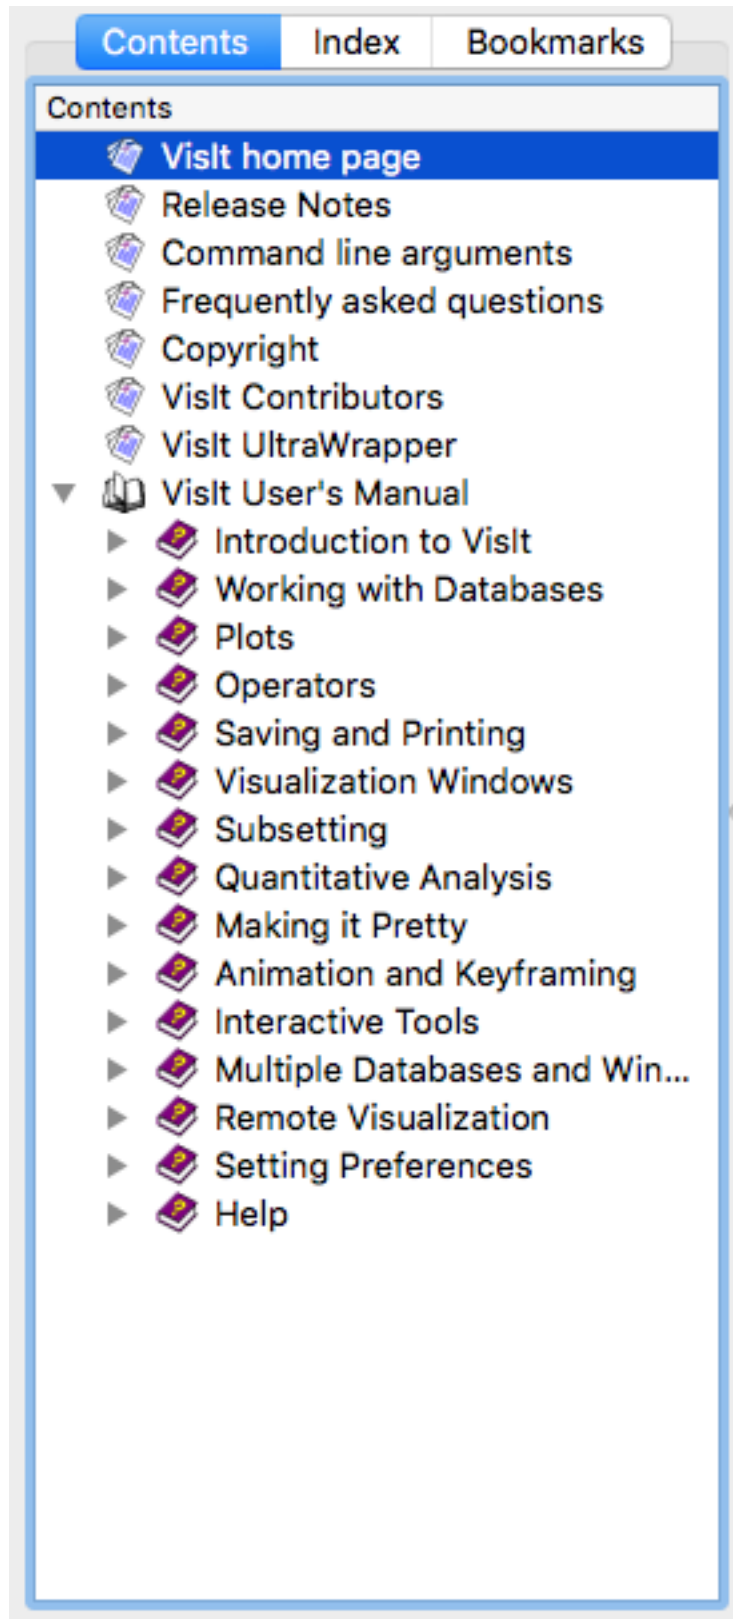 Contents Index Bookmarks
Contents
VisIt home page
Release Notes
Command line arguments
Frequently asked questions
Copyright
VisIt Contributors
VisIt UltraWrapper
VisIt User's Manual
Introduction to VisIt
Working with Databases
Plots
Operators
Saving and Printing
Visualization Windows
Subsetting
Quantitative Analysis
Making it Pretty
Animation and Keyframing
Interactive Tools
Multiple Databases and Win...
Remote Visualization
Setting Preferences
Help